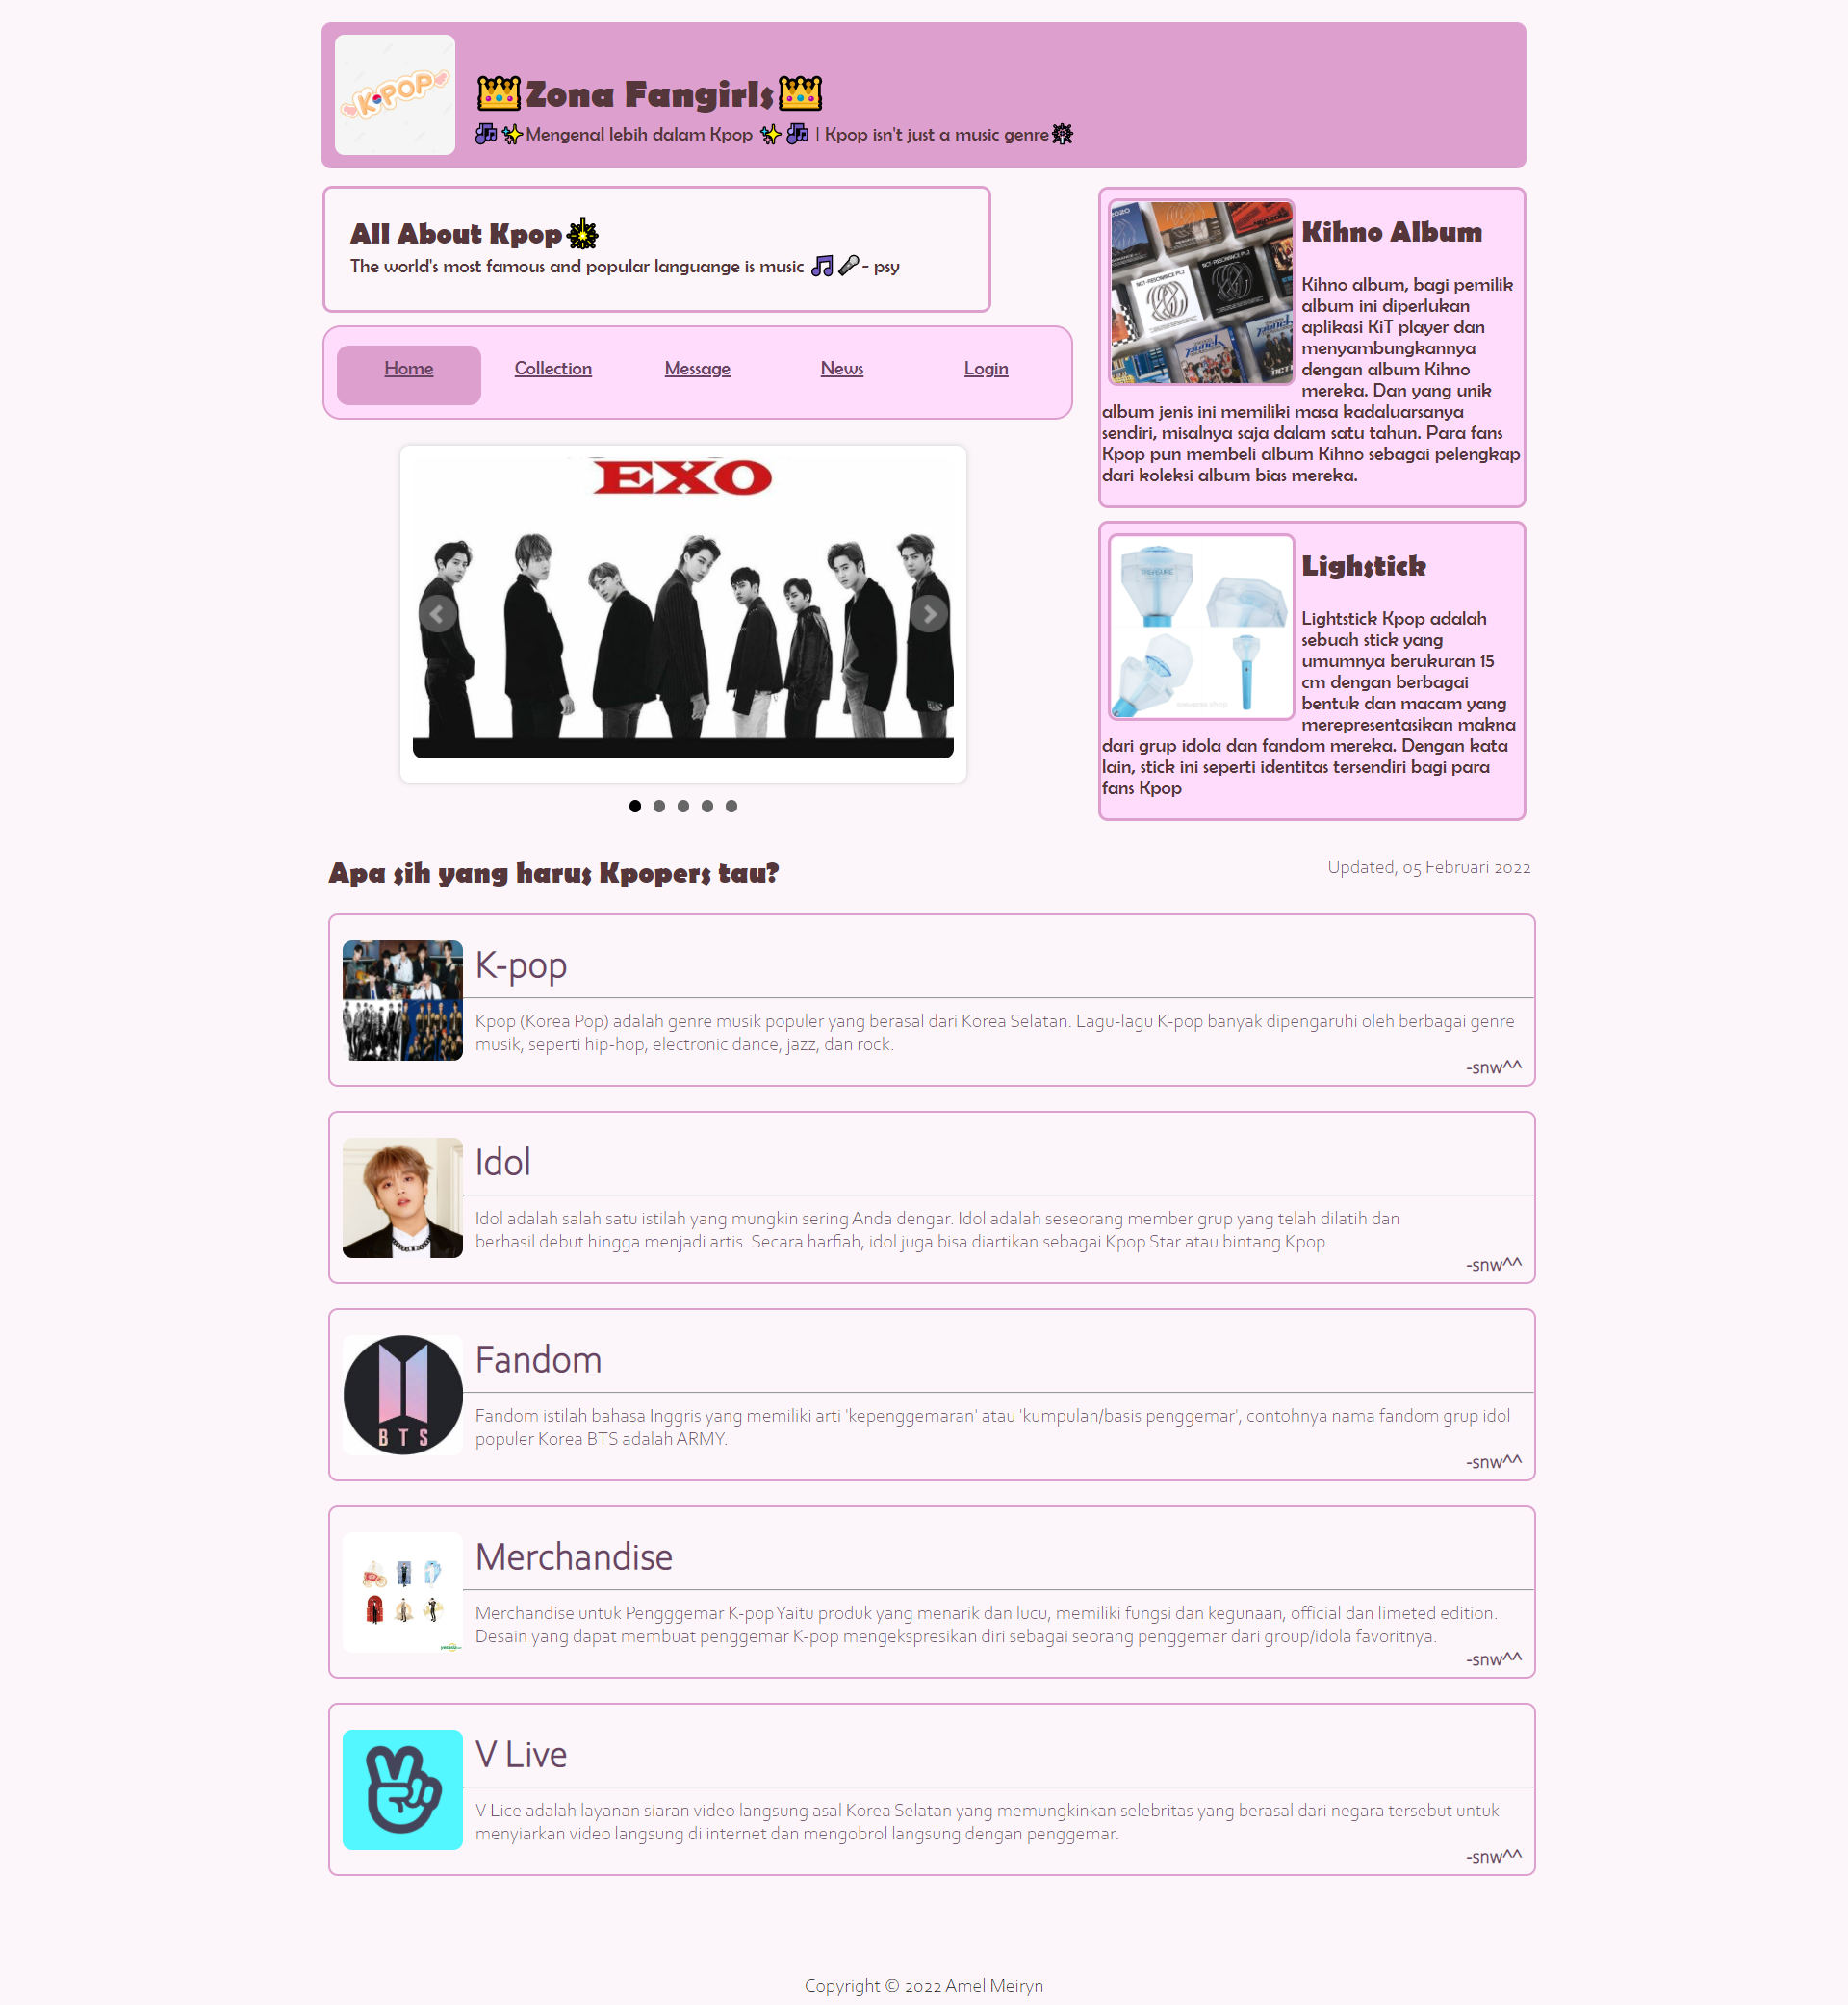 K-POP
Zona Fangirls
Mengenal lebih dalam Kpop | Kpop isn't just a music genre
All About Kpop
The world's most famous and popular languange is music - psy
Home
Collection
Message
News
Login
EXO
Kihno Album
Kihno album, bagi pemilik
album ini diperlukan
aplikasi KiT player dan
menyambungkannya
dengan album Kihno
mereka. Dan yang unik
album jenis ini memiliki masa kadaluarsanya
sendiri, misalnya saja dalam satu tahun. Para fans
Kpop pun membeli album Kihno sebagai pelengkap
dari koleksi album bias mereka.
Lighstick
Lightstick Kpop adalah
sebuah stick yang
umumnya berukuran 15
cm dengan berbagai
bentuk dan macam yang
merepresentasikan makna
dari grup idola dan fandom mereka. Dengan kata
lain, stick ini seperti identitas tersendiri bagi para
fans Kpop
Apa sih yang harus Kpopers tau?
Updated, 05 Februari 2022
K-pop
Kpop (Korea Pop) adalah genre musik populer yang berasal dari Korea Selatan. Lagu-lagu K-pop banyak dipengaruhi oleh berbagai genre
musik, seperti hip-hop, electronic dance, jazz, dan rock.
-snw^^
Idol
Idol adalah salah satu istilah yang mungkin sering Anda dengar. Idol adalah seseorang member grup yang telah dilatih dan
berhasil debut hingga menjadi artis. Secara harfiah, idol juga bisa diartikan sebagai Kpop Star atau bintang Kpop.
-snw^^
BTS
Fandom
Fandom istilah bahasa Inggris yang memiliki arti 'kepenggemaran' atau 'kumpulan/basis penggemar', contohnya nama fandom grup idol
populer Korea BTS adalah ARMY.
-snw^^
Merchandise
Merchandise untuk Pengggemar K-pop Yaitu produk yang menarik dan lucu, memiliki fungsi dan kegunaan, official dan limeted edition.
Desain yang dapat membuat penggemar K-pop mengekspresikan diri sebagai seorang penggemar dari group/idola favoritnya.
-snw^^
V Live
V Lice adalah layanan siaran video langsung asal Korea Selatan yang memungkinkan selebritas yang berasal dari negara tersebut untuk
menyiarkan video langsung di internet dan mengobrol langsung dengan penggemar.
-snw^^
Copyright © 2022 Amel Meiryn